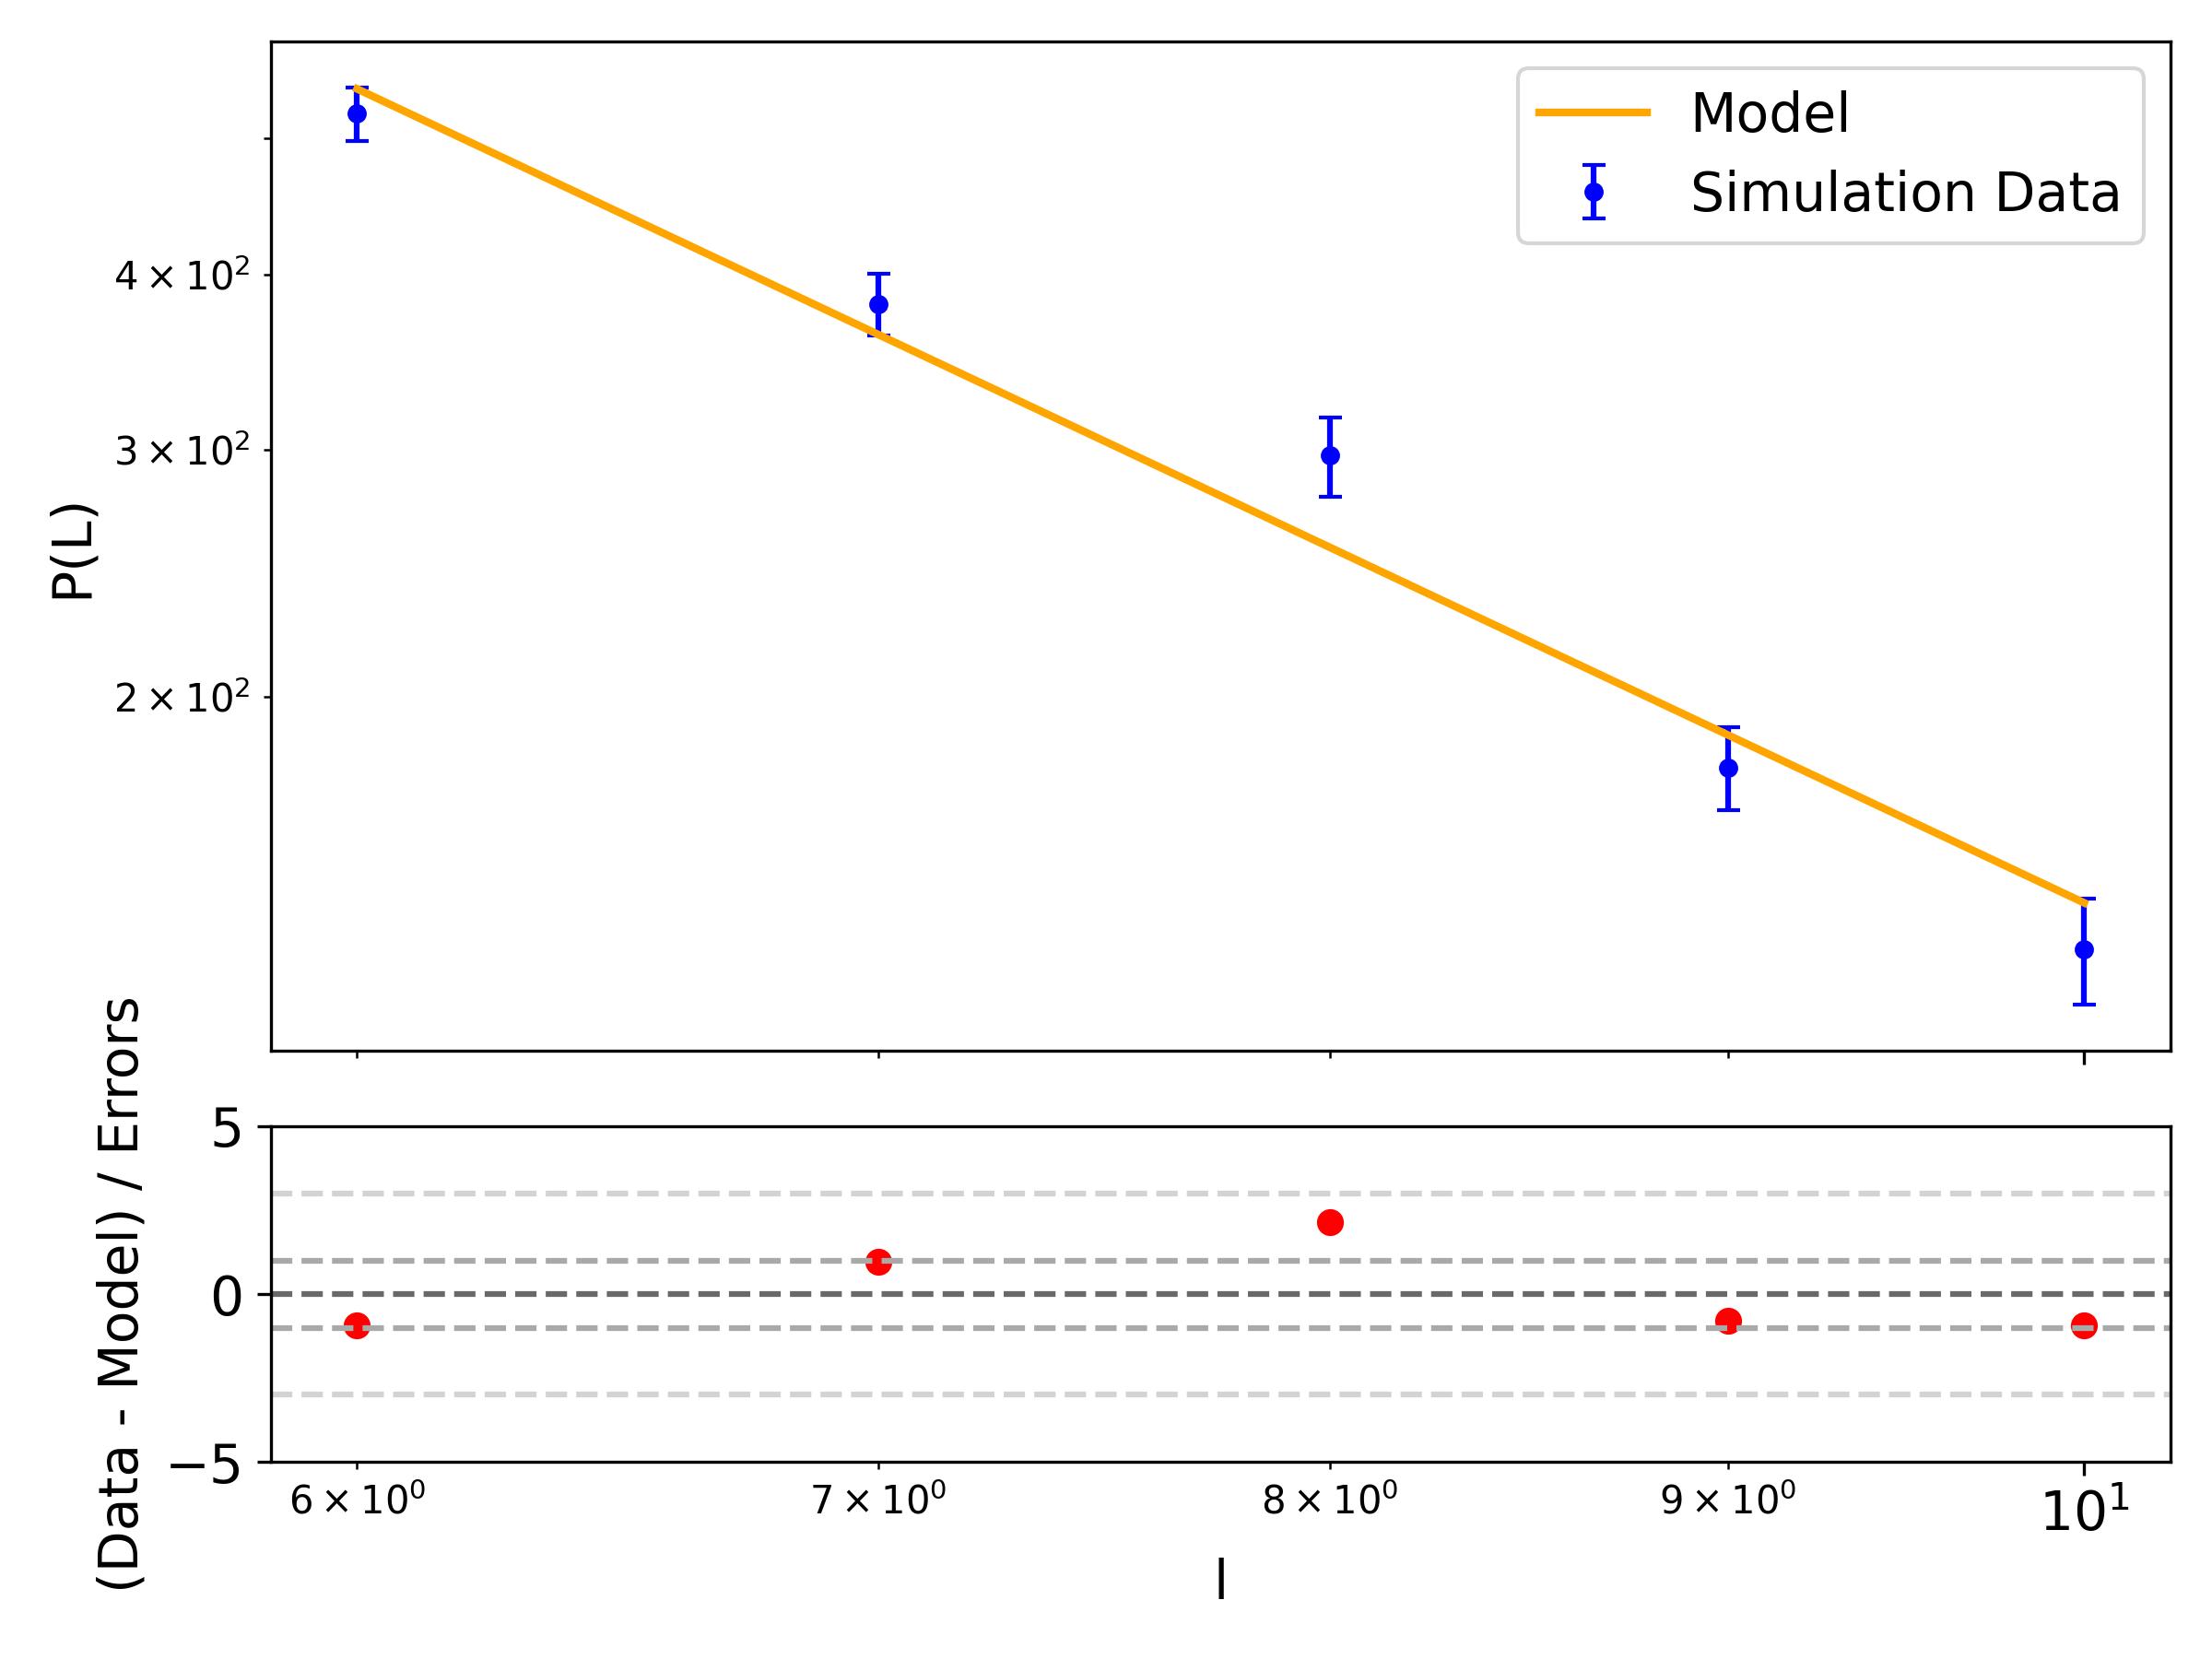 Model
Simulation Data
4 × 10²
3 × 10²
2 × 10²
P(L)
5
0
−5
(Data - Model) / Errors
6 × 10⁰
7 × 10⁰
8 × 10⁰
9 × 10⁰
10¹
l